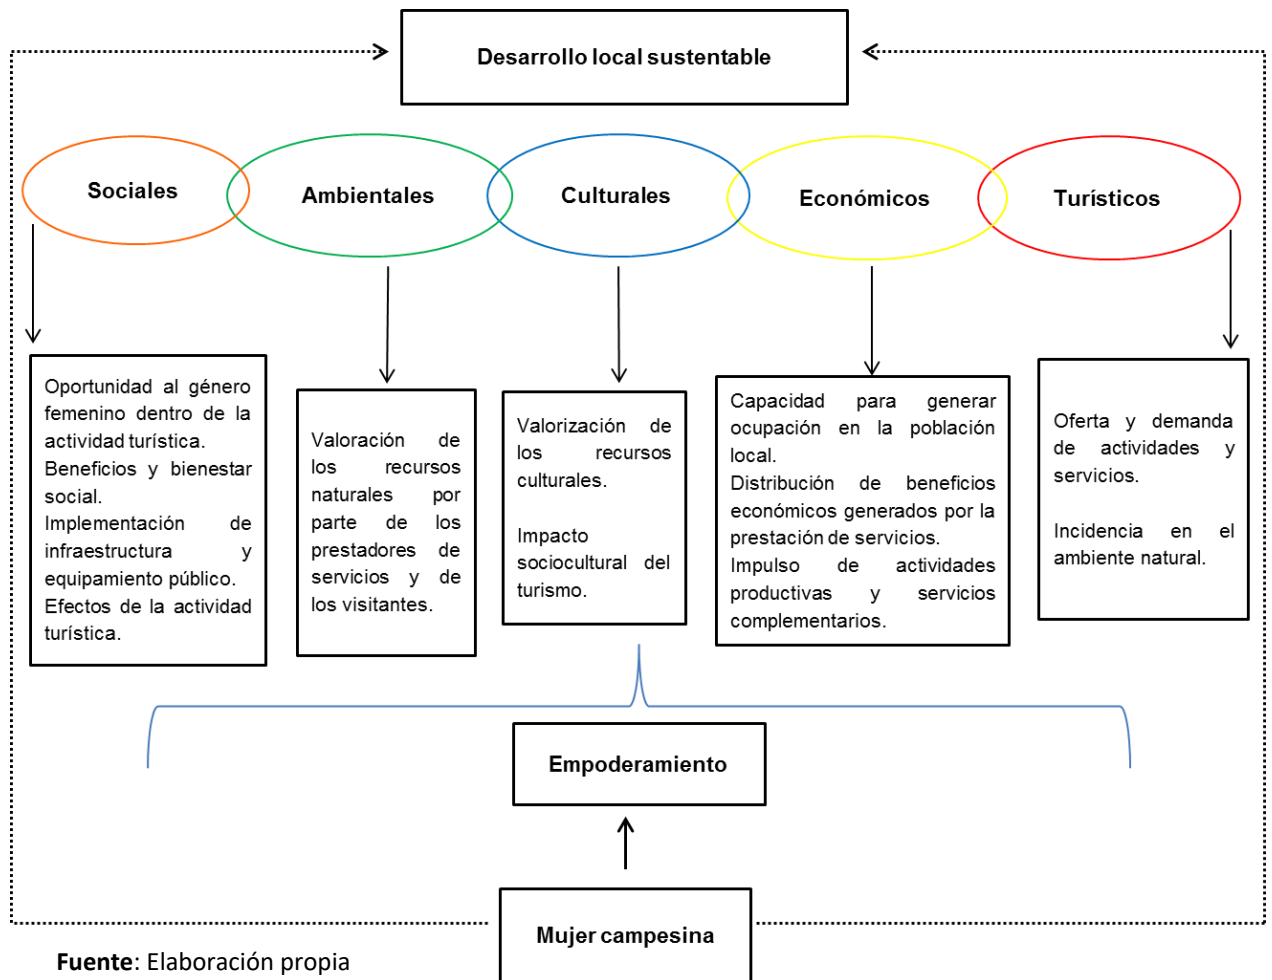 Desarrollo local sustentable
Sociales
Ambientales
Culturales
Económicos
Turísticos
Oportunidad al género
femenino dentro de la
actividad turística.
Beneficios y bienestar
social.
Implementación de
infraestructura y
equipamiento público.
Efectos de la actividad
turística.
Valoración de
los recursos
naturales por
parte de los
prestadores de
servicios y de
los visitantes.
Valorización de
los recursos
culturales.
Impacto
sociocultural del
turismo.
Capacidad para generar
ocupación en la población
local.
Distribución de beneficios
económicos generados por la
prestación de servicios.
Impulso de actividades
productivas y servicios
complementarios.
Oferta y demanda
de actividades y
servicios.
Incidencia en el
ambiente natural.
Empoderamiento
Mujer campesina
Fuente: Elaboración propia